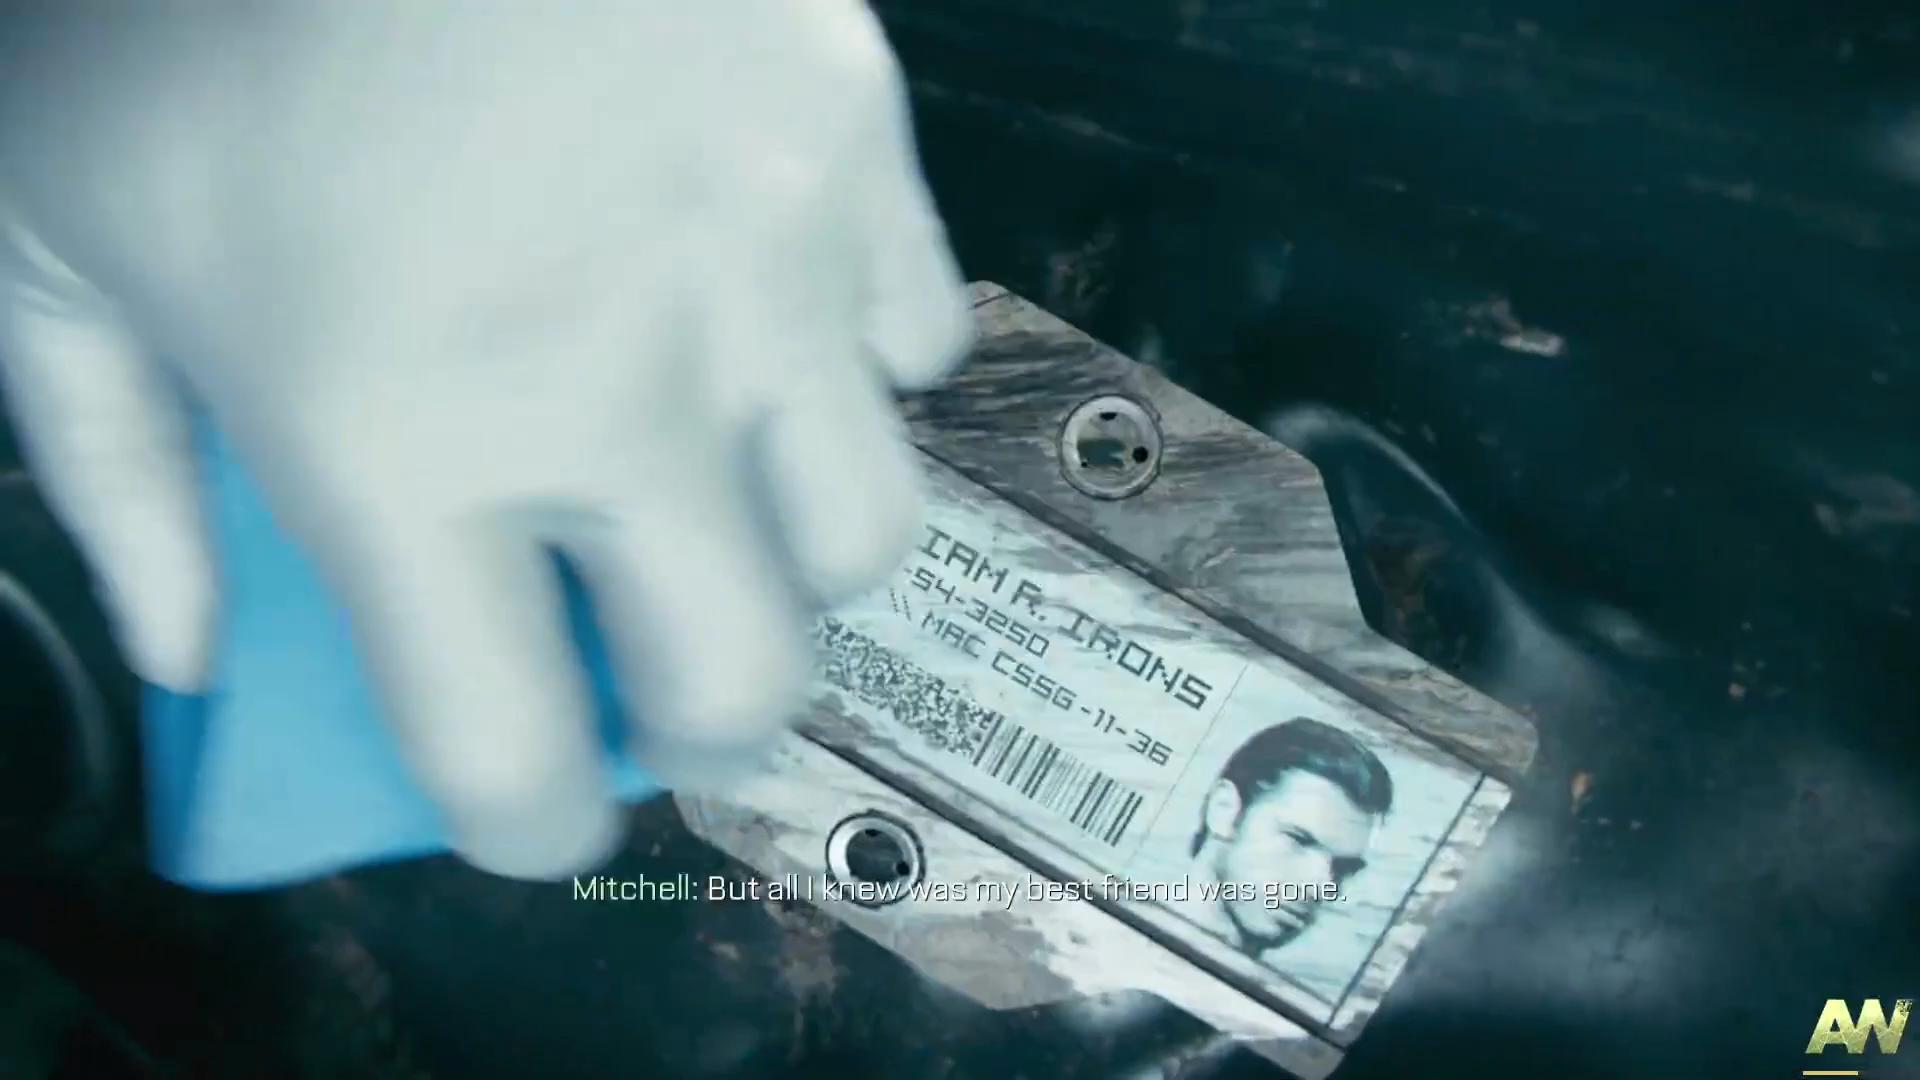 IAM R. IRONS
-54-3250
\\ MAC CSSG -11-36
Mitchell: But all I knew was my best friend was gone.
AW